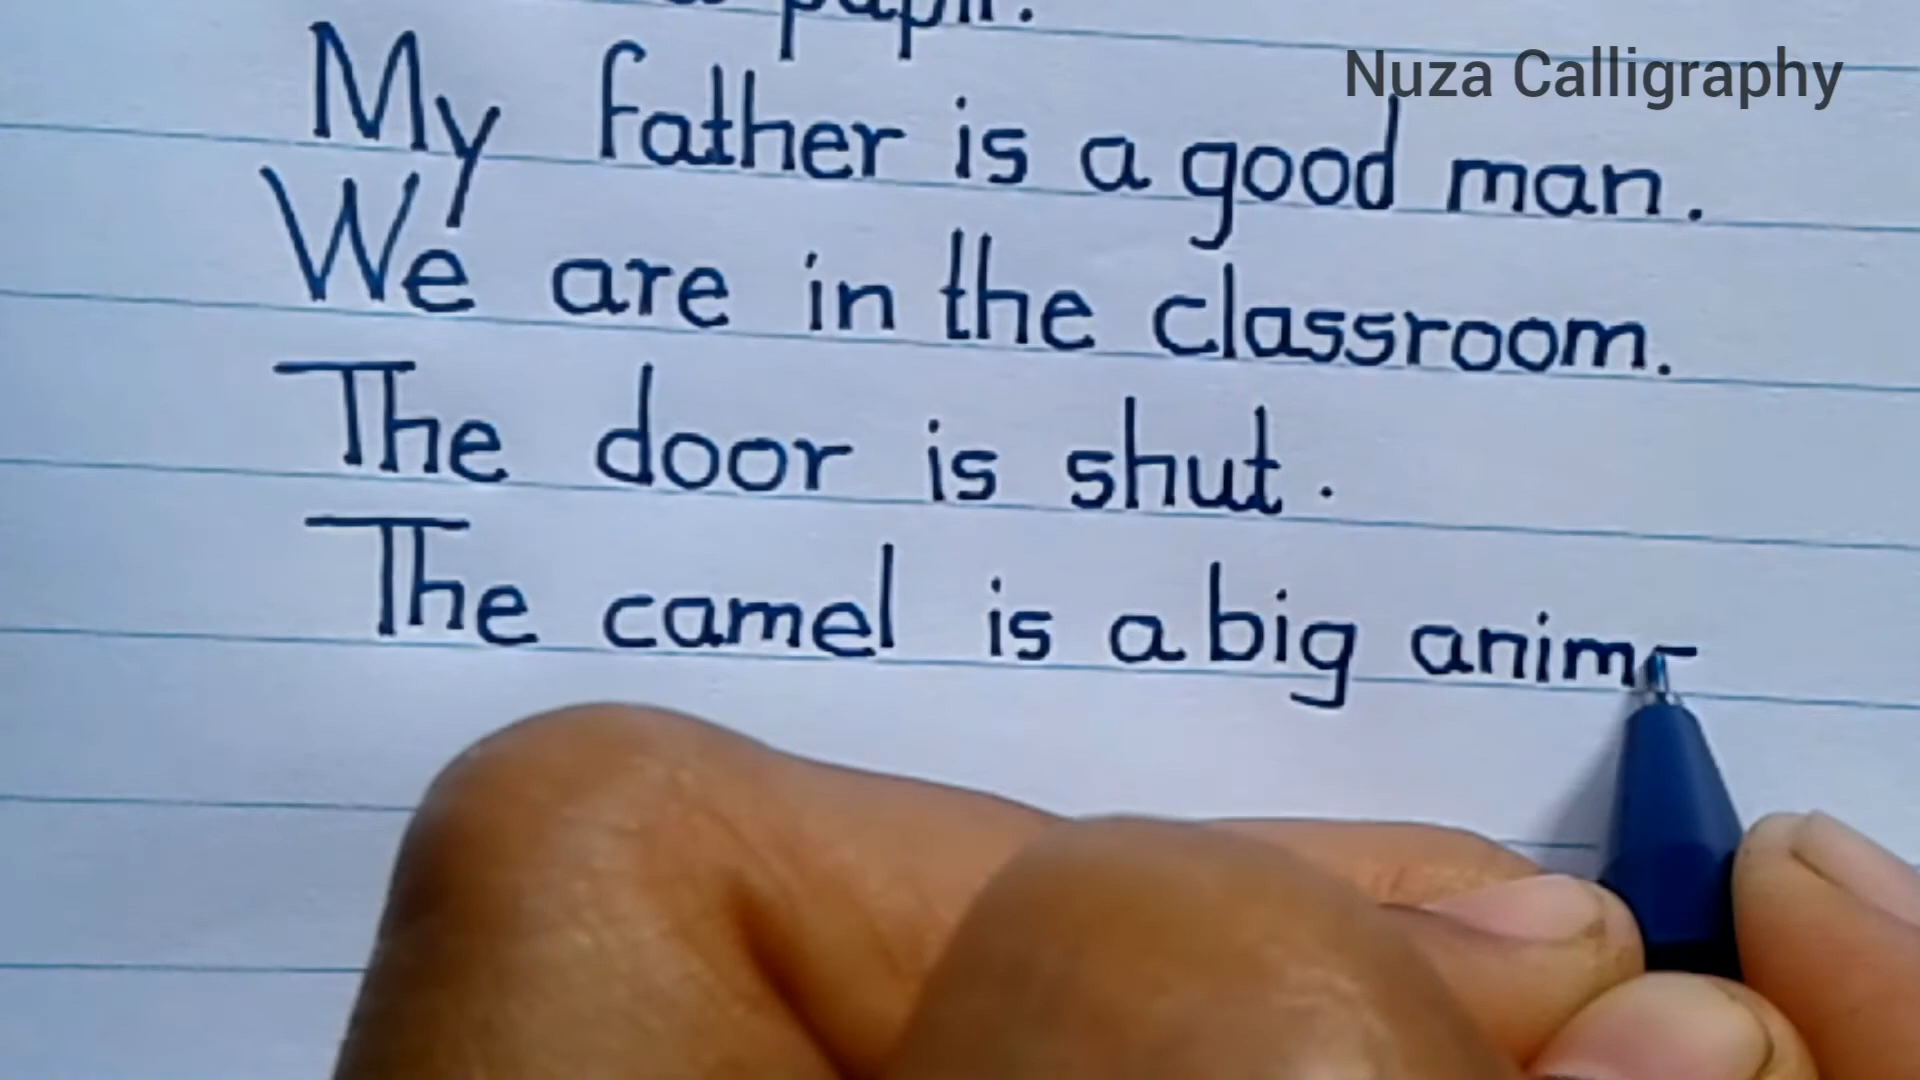 pupil.
Nuza Calligraphy
My father is a good man.
We are in the classroom.
The door is shut.
The camel is a big anim